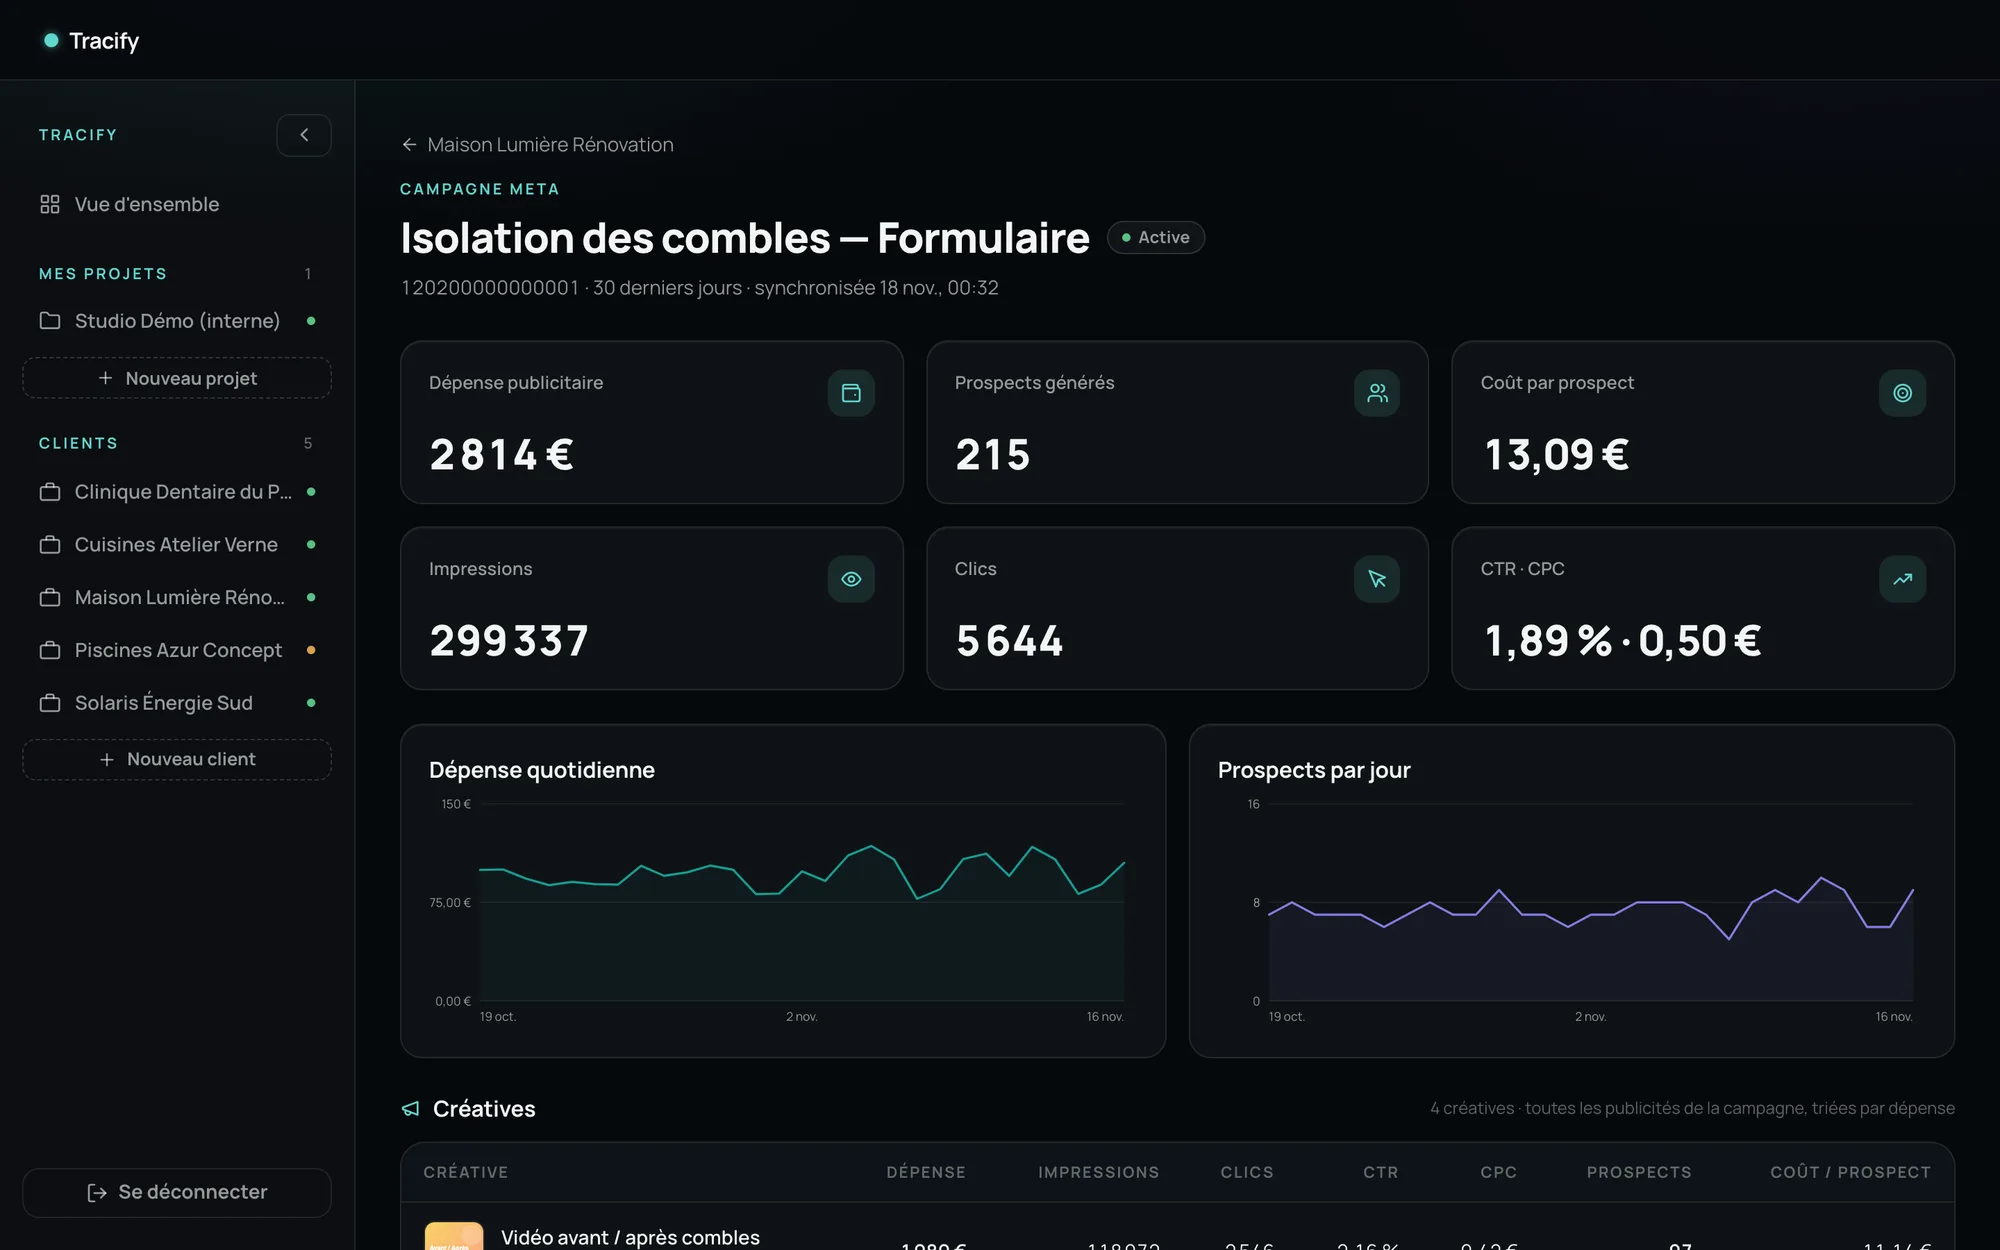 Tracify
TRACIFY
Vue d'ensemble
MES PROJETS 1
Studio Démo (interne)
+ Nouveau projet
CLIENTS 5
Clinique Dentaire du P...
Cuisines Atelier Verne
Maison Lumière Réno...
Piscines Azur Concept
Solaris Énergie Sud
+ Nouveau client
Se déconnecter
← Maison Lumière Rénovation
CAMPAGNE META
Isolation des combles — Formulaire
Active
120200000000001 · 30 derniers jours · synchronisée 18 nov., 00:32
Dépense publicitaire
2 814 €
Prospects générés
215
Coût par prospect
13,09 €
Impressions
299 337
Clics
5 644
CTR · CPC
1,89 % · 0,50 €
Dépense quotidienne
150 €
75,00 €
0,00 €
19 oct. 2 nov. 16 nov.
Prospects par jour
16
8
0
19 oct. 2 nov. 16 nov.
Créatives
4 créatives · toutes les publicités de la campagne, triées par dépense
CRÉATIVE DÉPENSE IMPRESSIONS CLICS CTR CPC PROSPECTS COÛT / PROSPECT
Vidéo avant / après combles